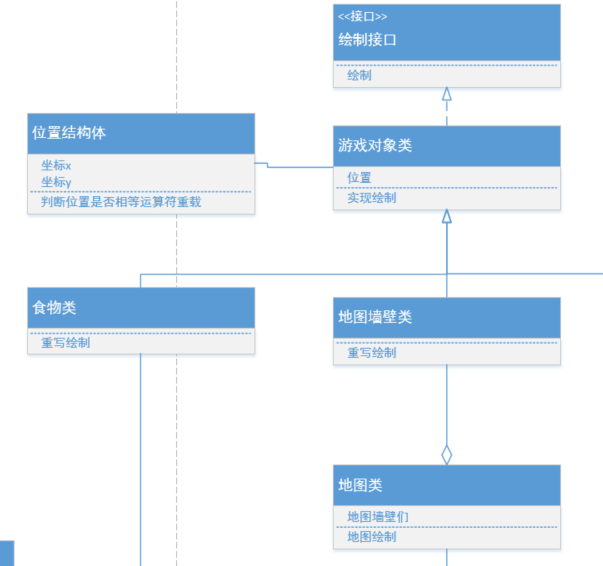 <<接口>>
绘制接口
绘制
位置结构体
坐标x
坐标y
判断位置是否相等运算符重载
游戏对象类
位置
实现绘制
食物类
重写绘制
地图墙壁类
重写绘制
地图类
地图墙壁们
地图绘制